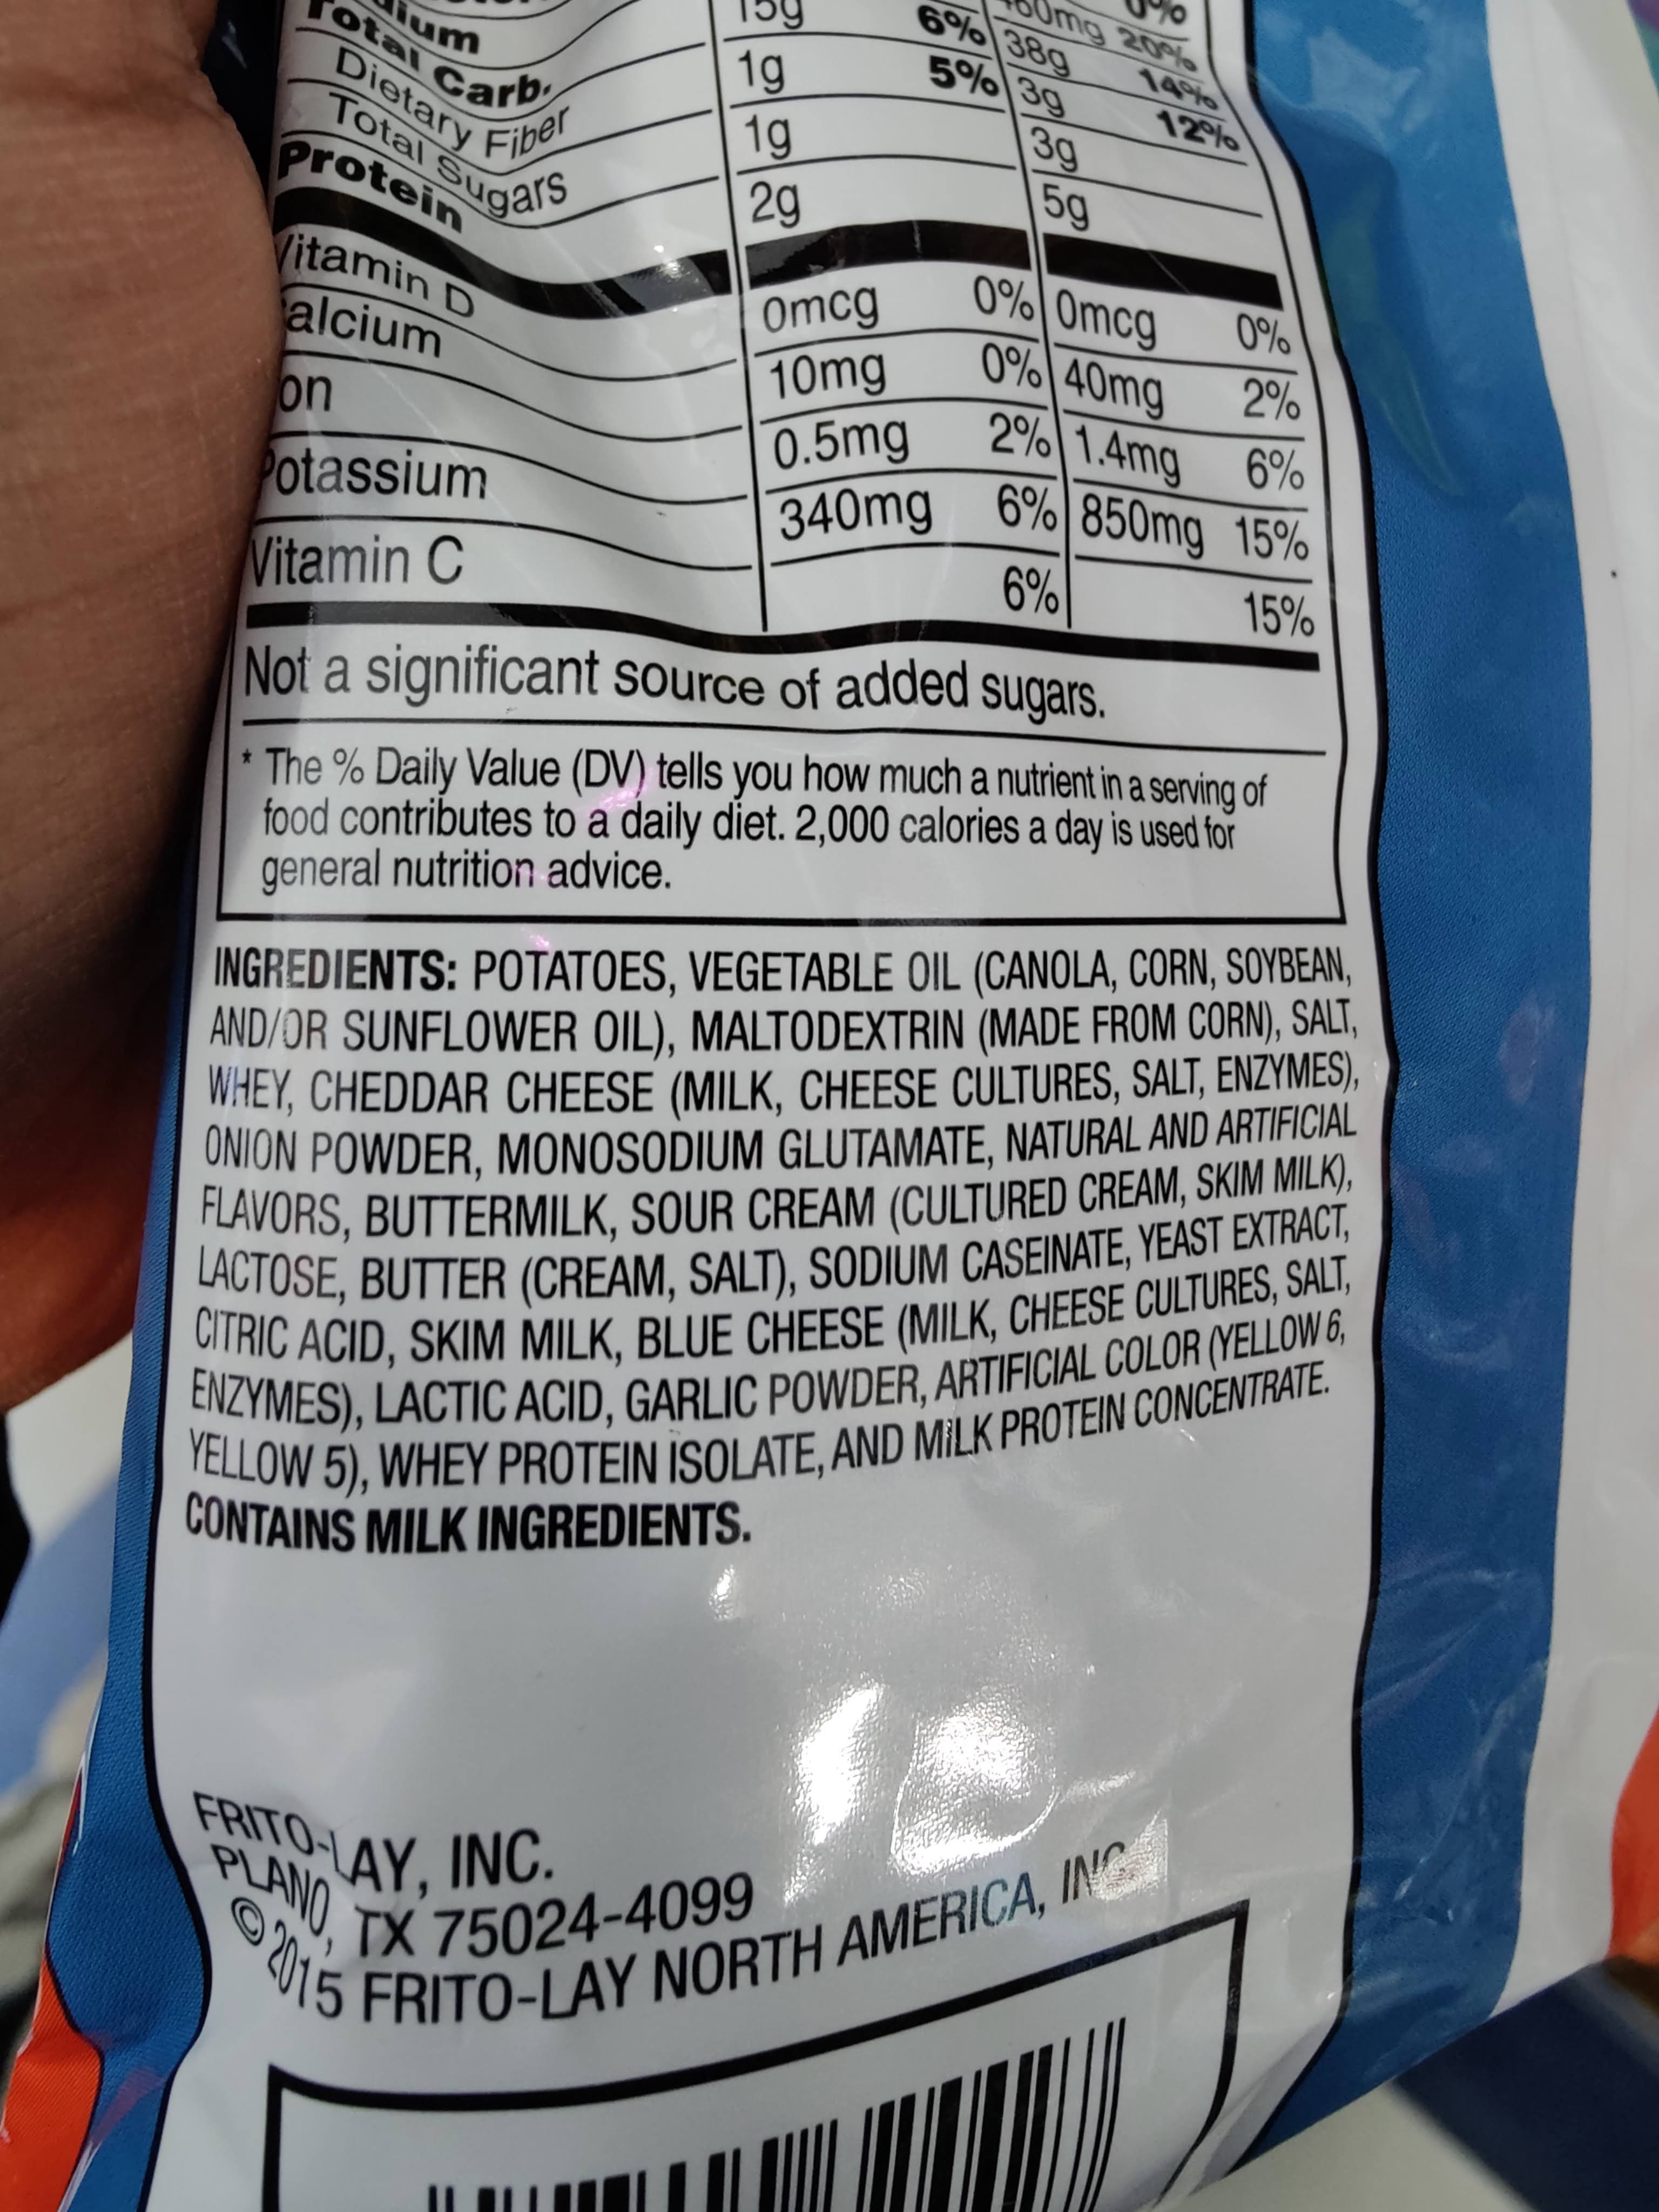 15g 6% 38g 14%
Total Carb.
Dietary Fiber 1g 5% 3g 12%
Total Sugars 1g 3g
Protein 2g 5g
Vitamin D 0mcg 0% 0mcg 0%
alcium 10mg 0% 40mg 2%
on 0.5mg 2% 1.4mg 6%
Potassium 340mg 6% 850mg 15%
Vitamin C 6% 15%
Not a significant source of added sugars.
* The % Daily Value (DV) tells you how much a nutrient in a serving of
food contributes to a daily diet. 2,000 calories a day is used for
general nutrition advice.
INGREDIENTS: POTATOES, VEGETABLE OIL (CANOLA, CORN, SOYBEAN,
AND/OR SUNFLOWER OIL), MALTODEXTRIN (MADE FROM CORN), SALT,
WHEY, CHEDDAR CHEESE (MILK, CHEESE CULTURES, SALT, ENZYMES),
ONION POWDER, MONOSODIUM GLUTAMATE, NATURAL AND ARTIFICIAL
FLAVORS, BUTTERMILK, SOUR CREAM (CULTURED CREAM, SKIM MILK),
LACTOSE, BUTTER (CREAM, SALT), SODIUM CASEINATE, YEAST EXTRACT,
CITRIC ACID, SKIM MILK, BLUE CHEESE (MILK, CHEESE CULTURES, SALT,
ENZYMES), LACTIC ACID, GARLIC POWDER, ARTIFICIAL COLOR (YELLOW 6,
YELLOW 5), WHEY PROTEIN ISOLATE, AND MILK PROTEIN CONCENTRATE.
CONTAINS MILK INGREDIENTS.
FRITO-LAY, INC.
PLANO, TX 75024-4099
© 2015 FRITO-LAY NORTH AMERICA, INC.